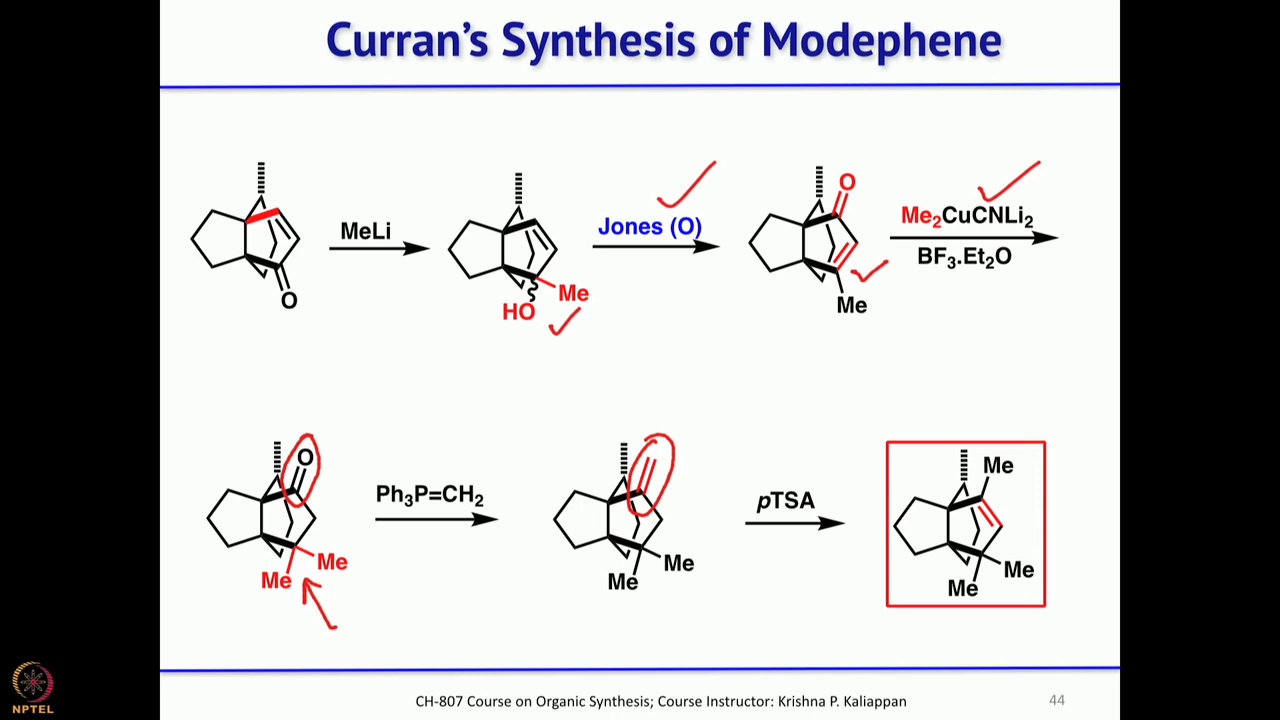 Curran's Synthesis of Modephene
MeLi
O
HO
Me
Jones (O)
O
Me
Me2CuCNLi2
BF3.Et2O
O
Me
Me
Ph3P=CH2
Me
Me
pTSA
Me
Me
Me
CH-807 Course on Organic Synthesis; Course Instructor: Krishna P. Kaliappan
44
NPTEL